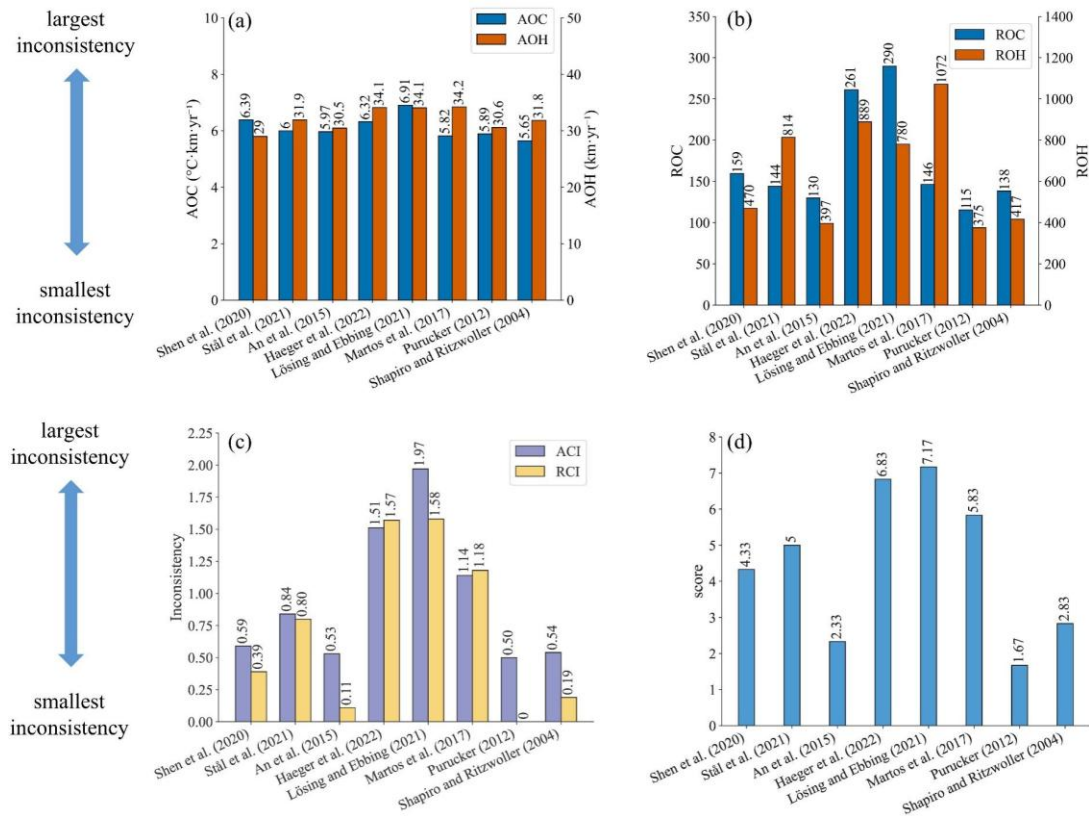 largest
inconsistency
smallest
inconsistency
(a)
AOC
AOH
10
8
6
4
2
0
AOC (°C·km·yr⁻¹)
50
40
30
20
10
0
AOH (km·yr⁻¹)
6.39
29
6
31.9
5.97
30.5
6.32
34.1
6.91
34.1
5.82
34.2
5.89
30.6
5.65
31.8
Shen et al. (2020)
Stål et al. (2021)
An et al. (2015)
Haeger et al. (2022)
Lösing and Ebbing (2021)
Martos et al. (2017)
Purucker (2012)
Shapiro and Ritzwoller (2004)
(b)
ROC
ROH
350
300
250
200
150
100
50
0
ROC
1400
1200
1000
800
600
400
200
0
ROH
159
470
144
814
130
397
261
889
290
780
146
1072
115
375
138
417
Shen et al. (2020)
Stål et al. (2021)
An et al. (2015)
Haeger et al. (2022)
Lösing and Ebbing (2021)
Martos et al. (2017)
Purucker (2012)
Shapiro and Ritzwoller (2004)
largest
inconsistency
smallest
inconsistency
(c)
ACI
RCI
2.25
2.00
1.75
1.50
1.25
1.00
0.75
0.50
0.25
0.00
Inconsistency
0.59
0.39
0.84
0.80
0.53
0.11
1.51
1.57
1.97
1.58
1.14
1.18
0.50
0
0.54
0.19
Shen et al. (2020)
Stål et al. (2021)
An et al. (2015)
Haeger et al. (2022)
Lösing and Ebbing (2021)
Martos et al. (2017)
Purucker (2012)
Shapiro and Ritzwoller (2004)
(d)
8
7
6
5
4
3
2
1
0
score
4.33
5
2.33
6.83
7.17
5.83
1.67
2.83
Shen et al. (2020)
Stål et al. (2021)
An et al. (2015)
Haeger et al. (2022)
Lösing and Ebbing (2021)
Martos et al. (2017)
Purucker (2012)
Shapiro and Ritzwoller (2004)